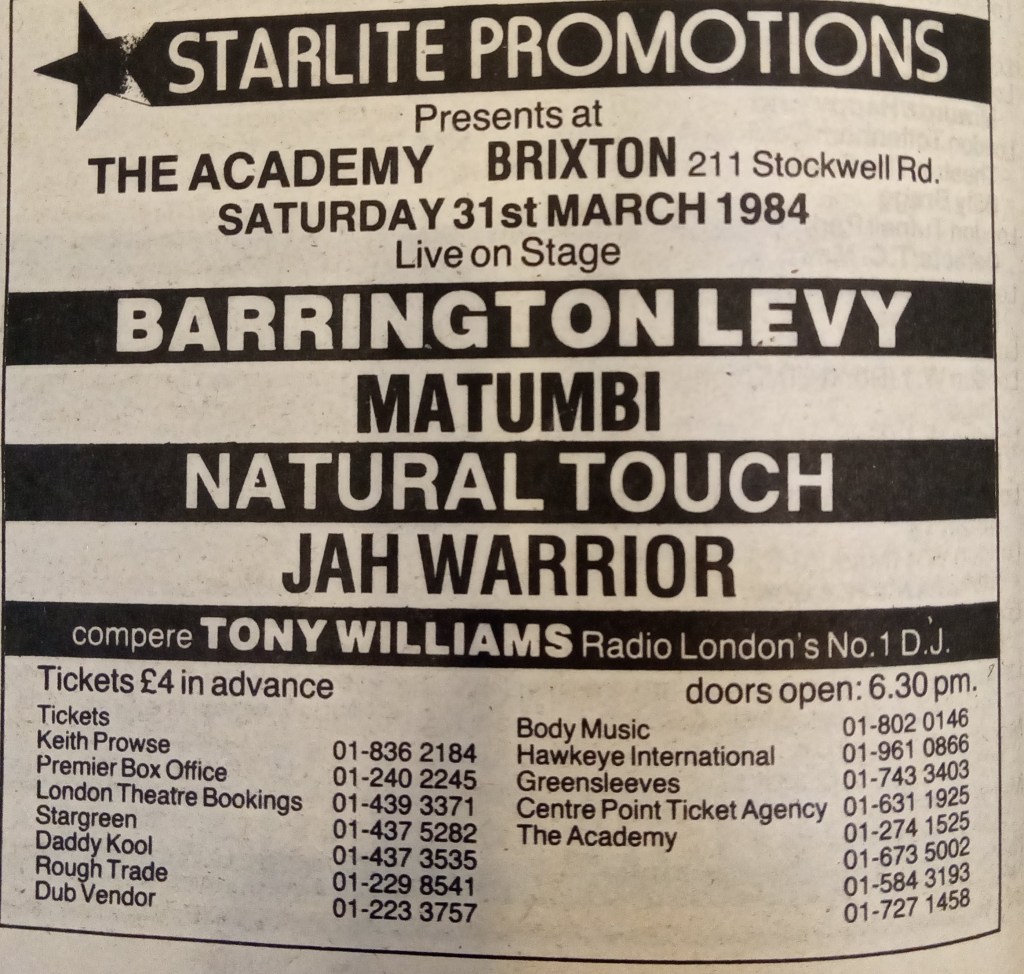 STARLITE PROMOTIONS
Presents at
THE ACADEMY BRIXTON 211 Stockwell Rd.
SATURDAY 31st MARCH 1984
Live on Stage
BARRINGTON LEVY
MATUMBI
NATURAL TOUCH
JAH WARRIOR
compere TONY WILLIAMS Radio London's No.1 D.J.
Tickets £4 in advance
doors open: 6.30 pm.
Tickets
Keith Prowse 01-836 2184
Premier Box Office 01-240 2245
London Theatre Bookings 01-439 3371
Stargreen 01-437 5282
Daddy Kool 01-437 3535
Rough Trade 01-229 8541
Dub Vendor 01-223 3757
Body Music 01-802 0146
Hawkeye International 01-961 0866
Greensleeves 01-743 3403
Centre Point Ticket Agency 01-631 1925
The Academy 01-274 1525
01-673 5002
01-584 3193
01-727 1458